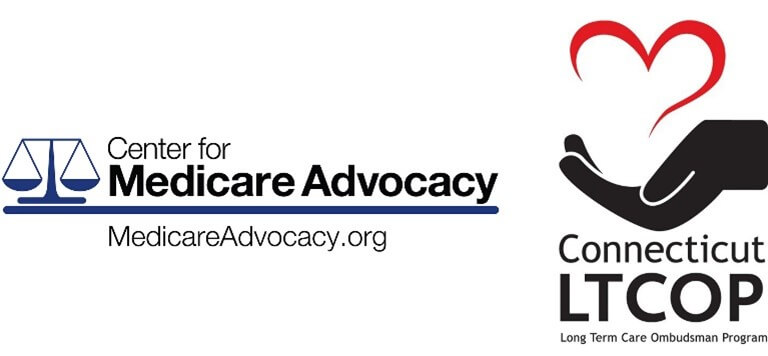 Center for
Medicare Advocacy
MedicareAdvocacy.org
Connecticut
LTCOP
Long Term Care Ombudsman Program